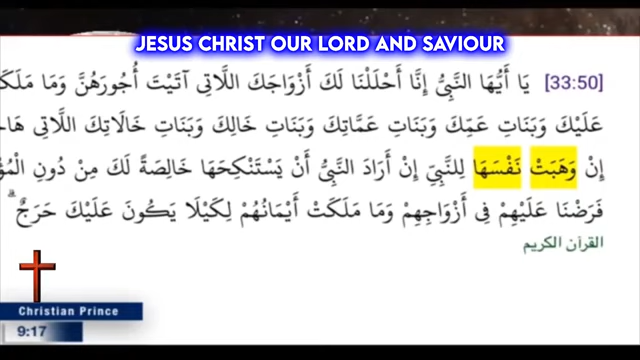 JESUS CHRIST OUR LORD AND SAVIOUR
[33:50] يَا أَيُّهَا النَّبِيُّ إِنَّا أَحْلَلْنَا لَكَ أَزْوَاجَكَ اللَّاتِي آتَيْتَ أُجُورَهُنَّ وَمَا مَلَكَ
عَلَيْكَ وَبَنَاتِ عَمِّكَ وَبَنَاتِ عَمَّاتِكَ وَبَنَاتِ خَالِكَ وَبَنَاتِ خَالَاتِكَ اللَّاتِي
إِنْ وَهَبَتْ نَفْسَهَا لِلنَّبِيِّ إِنْ أَرَادَ النَّبِيُّ أَنْ يَسْتَنْكِحَهَا خَالِصَةً لَكَ مِنْ دُونِ
فَرَضْنَا عَلَيْهِمْ فِي أَزْوَاجِهِمْ وَمَا مَلَكَتْ أَيْمَانُهُمْ لِكَيْلَا يَكُونَ عَلَيْكَ حَرَجٌ ۗ
القرآن الكريم
Christian Prince
9:17